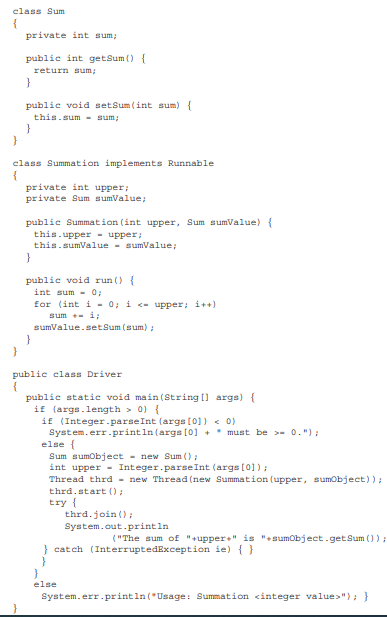 class Sum
{
private int sum;
public int getSum() {
return sum;
}
public void setSum(int sum) {
this.sum = sum;
}
}
class Summation implements Runnable
{
private int upper;
private Sum sumValue;
public Summation(int upper, Sum sumValue) {
this.upper = upper;
this.sumValue = sumValue;
}
public void run() {
int sum = 0;
for (int i = 0; i <= upper; i++)
sum += i;
sumValue.setSum(sum);
}
}
public class Driver
{
public static void main(String[] args) {
if (args.length > 0) {
if (Integer.parseInt(args[0]) < 0)
System.err.println(args[0] + " must be >= 0.");
else {
Sum sumObject = new Sum();
int upper = Integer.parseInt(args[0]);
Thread thrd = new Thread(new Summation(upper, sumObject));
thrd.start();
try {
thrd.join();
System.out.println
("The sum of "+upper+" is "+sumObject.getSum());
} catch (InterruptedException ie) { }
}
}
else
System.err.println("Usage: Summation <integer value>"); }
}